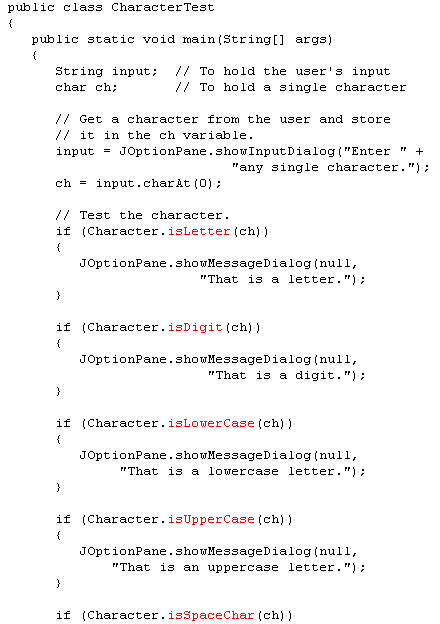 public class CharacterTest
{
public static void main(String[] args)
{
String input;  // To hold the user's input
char ch;       // To hold a single character
// Get a character from the user and store
// it in the ch variable.
input = JOptionPane.showInputDialog("Enter " +
"any single character.");
ch = input.charAt(0);
// Test the character.
if (Character.isLetter(ch))
{
JOptionPane.showMessageDialog(null,
"That is a letter.");
}
if (Character.isDigit(ch))
{
JOptionPane.showMessageDialog(null,
"That is a digit.");
}
if (Character.isLowerCase(ch))
{
JOptionPane.showMessageDialog(null,
"That is a lowercase letter.");
}
if (Character.isUpperCase(ch))
{
JOptionPane.showMessageDialog(null,
"That is an uppercase letter.");
}
if (Character.isSpaceChar(ch))